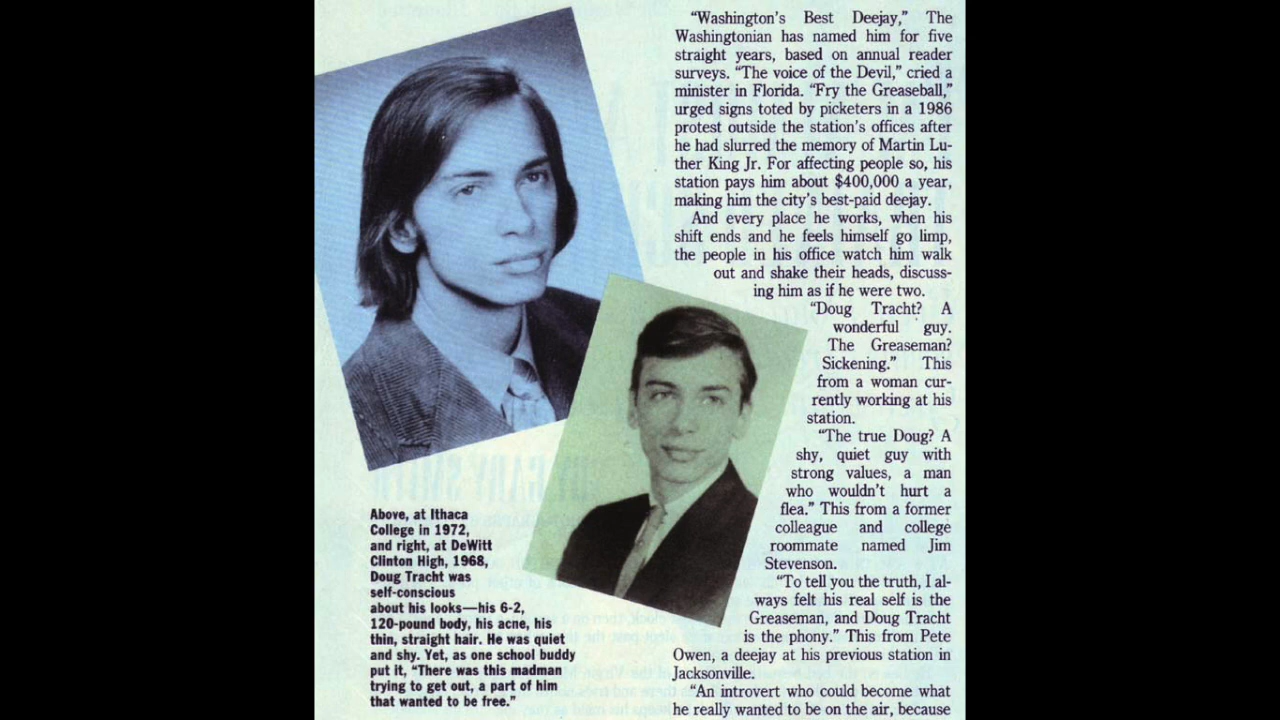 "Washington's Best Deejay," The
Washingtonian has named him for five
straight years, based on annual reader
surveys. "The voice of the Devil," cried a
minister in Florida. "Fry the Greaseball,"
urged signs toted by picketers in a 1986
protest outside the station's offices after
he had slurred the memory of Martin Lu-
ther King Jr. For affecting people so, his
station pays him about $400,000 a year,
making him the city's best-paid deejay.
And every place he works, when his
shift ends and he feels himself go limp,
the people in his office watch him walk
out and shake their heads, discuss-
ing him as if he were two.
"Doug Tracht? A
wonderful guy.
The Greaseman?
Sickening." This
from a woman cur-
rently working at his
station.
"The true Doug? A
shy, quiet guy with
strong values, a man
who wouldn't hurt a
flea." This from a former
colleague and college
roommate named Jim
Stevenson.
"To tell you the truth, I al-
ways felt his real self is the
Greaseman, and Doug Tracht
is the phony." This from Pete
Owen, a deejay at his previous station in
Jacksonville.
"An introvert who could become what
he really wanted to be on the air, because
Above, at Ithaca
College in 1972,
and right, at DeWitt
Clinton High, 1968,
Doug Tracht was
self-conscious
about his looks—his 6-2,
120-pound body, his acne, his
thin, straight hair. He was quiet
and shy. Yet, as one school buddy
put it, "There was this madman
trying to get out, a part of him
that wanted to be free."